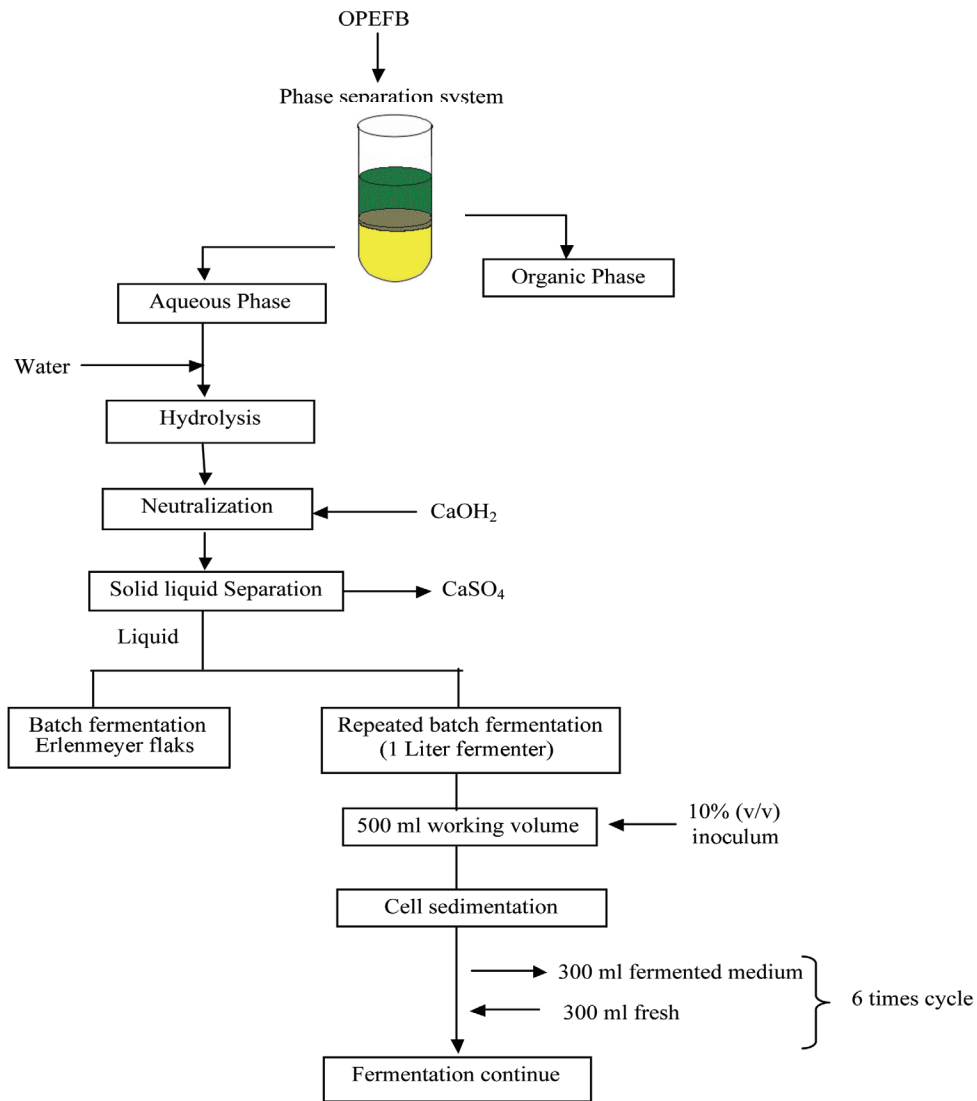 OPEFB
Phase separation system
Organic Phase
Aqueous Phase
Water
Hydrolysis
Neutralization
CaOH₂
Solid liquid Separation
CaSO₄
Liquid
Batch fermentation
Erlenmeyer flaks
Repeated batch fermentation
(1 Liter fermenter)
500 ml working volume
10% (v/v)
inoculum
Cell sedimentation
300 ml fermented medium
300 ml fresh
6 times cycle
Fermentation continue